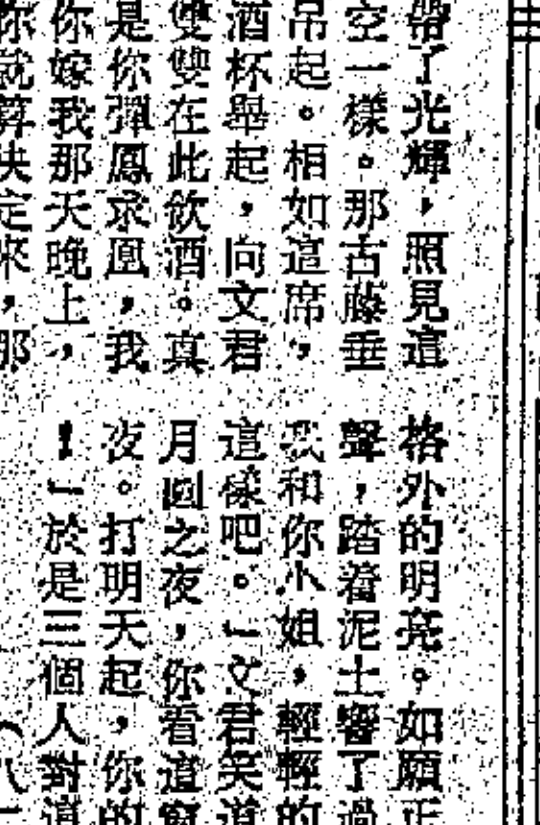 帶了光輝，照見這
空一樣。那古藤垂
吊起。相如這席，
酒杯舉起，向文君
雙雙在此飲酒。真
是你彈鳳求凰，我
你嫁我那天晚上，
你就算決定來，那
格外的明亮。如願正
聲，踏着泥土響了過
我和你小姐，輕輕的
這樣吧。」文君笑道
月圓之夜，你看這窗
夜。打明天起，你的
！」於是三個人對這